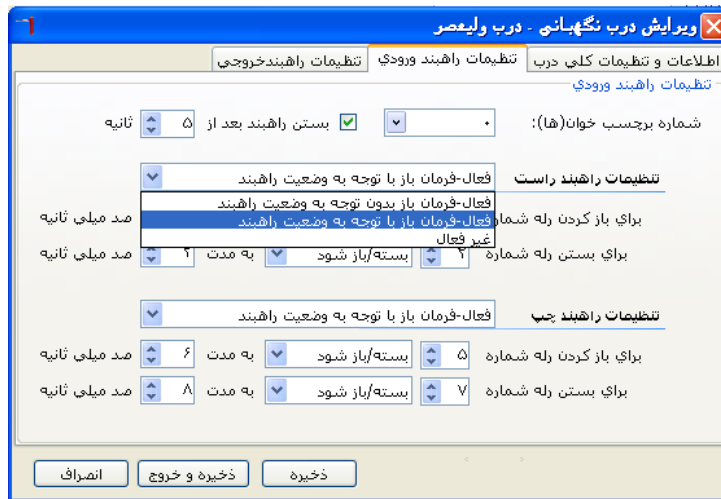 ویرایش درب نگهبانی - درب ولیعصر
اطلاعات و تنظیمات کلی درب
تنظیمات راهبند ورودي
تنظیمات راهبندخروجي
تنظیمات راهبند ورودي
شماره برچسب خوان(ها):
۰
بستن راهبند بعد از ۵ ثانیه
تنظیمات راهبند راست
فعال-فرمان باز با توجه به وضعیت راهبند
فعال-فرمان باز بدون توجه به وضعیت راهبند
فعال-فرمان باز با توجه به وضعیت راهبند
غیر فعال
براي باز کردن رله شمار
صد میلي ثانیه
براي بستن رله شماره ۲ بسته/باز شود به مدت ۲ صد میلي ثانیه
تنظیمات راهبند چپ
فعال-فرمان باز با توجه به وضعیت راهبند
براي باز کردن رله شماره ۵ بسته/باز شود به مدت ۶ صد میلي ثانیه
براي بستن رله شماره ۷ بسته/باز شود به مدت ۸ صد میلي ثانیه
ذخیره
ذخیره و خروج
انصراف